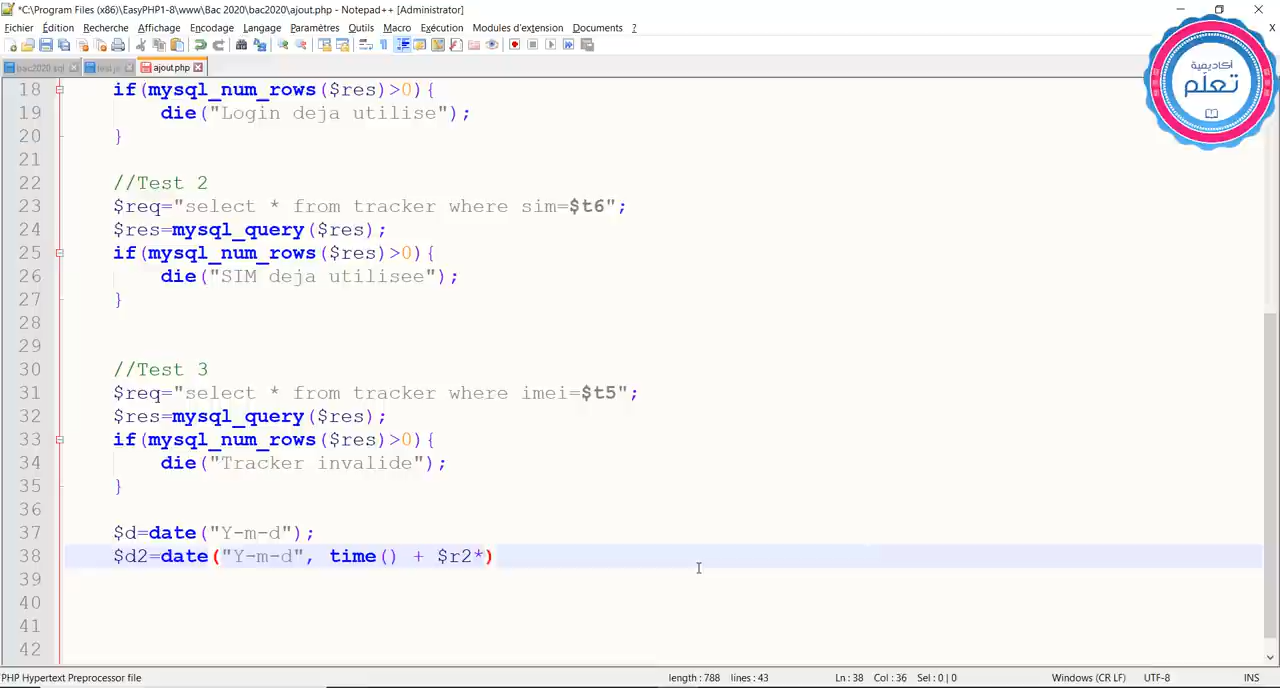 *C:\Program Files (x86)\EasyPHP1-8\www\Bac 2020\bac2020\ajout.php - Notepad++ [Administrator]
Fichier Édition Recherche Affichage Encodage Langage Paramètres Outils Macro Exécution Modules d'extension Documents ? X
bac2020.sql test.js ajout.php
أكاديمية
تعلّم
18 if(mysql_num_rows($res)>0){
19 die("Login deja utilise");
20 }
21
22 //Test 2
23 $req="select * from tracker where sim=$t6";
24 $res=mysql_query($res);
25 if(mysql_num_rows($res)>0){
26 die("SIM deja utilisee");
27 }
28
29
30 //Test 3
31 $req="select * from tracker where imei=$t5";
32 $res=mysql_query($res);
33 if(mysql_num_rows($res)>0){
34 die("Tracker invalide");
35 }
36
37 $d=date("Y-m-d");
38 $d2=date("Y-m-d", time() + $r2*)
39
40
41
42
PHP Hypertext Preprocessor file length : 788 lines : 43 Ln : 38 Col : 36 Sel : 0 | 0 Windows (CR LF) UTF-8 INS